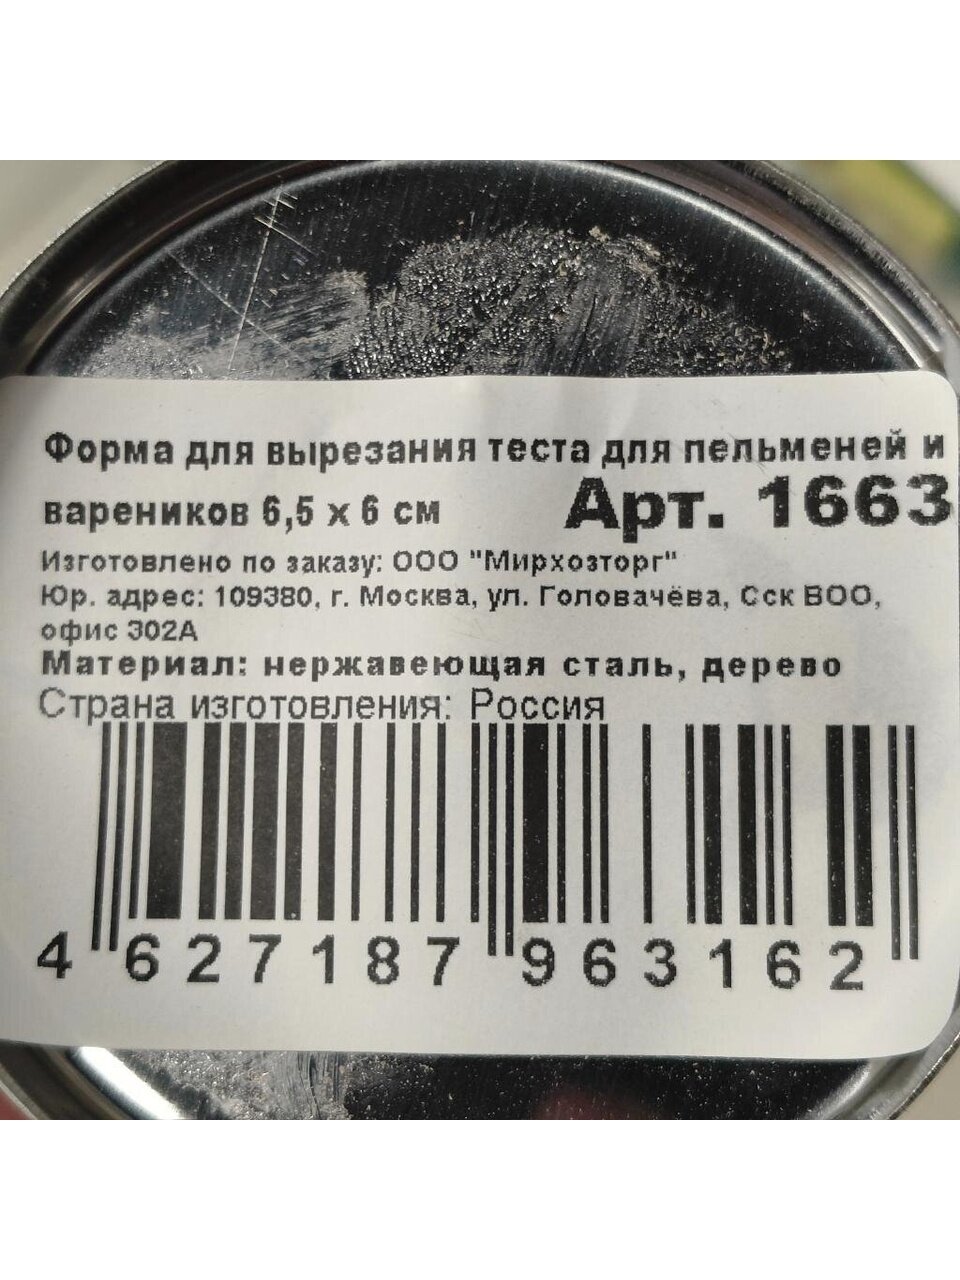 Форма для вырезания теста для пельменей и
вареников 6,5 х 6 см Арт. 1663
Изготовлено по заказу: ООО "Мирхозторг"
Юр. адрес: 109380, г. Москва, ул. Головачёва, Сск ВОО,
офис 302А
Материал: нержавеющая сталь, дерево
Страна изготовления: Россия
4 627187 963162